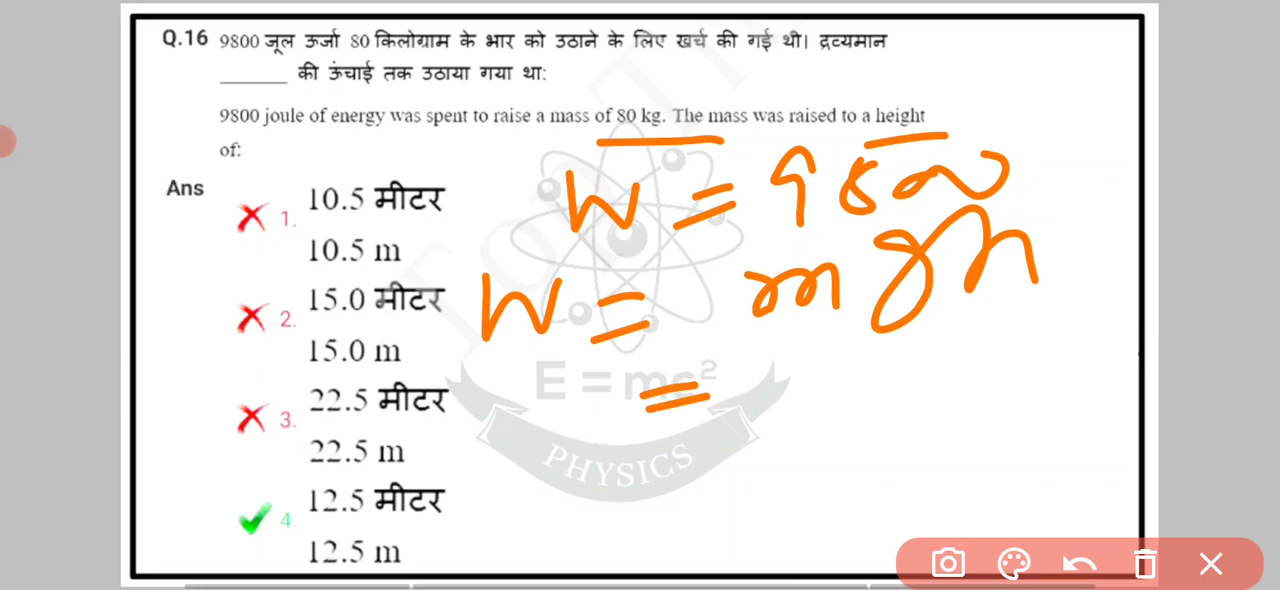 Q.16 9800 जूल ऊर्जा 80 किलोग्राम के भार को उठाने के लिए खर्च की गई थी। द्रव्यमान
______ की ऊंचाई तक उठाया गया था:
9800 joule of energy was spent to raise a mass of 80 kg. The mass was raised to a height
of:
Ans
1. 10.5 मीटर
10.5 m
2. 15.0 मीटर
15.0 m
3. 22.5 मीटर
22.5 m
4. 12.5 मीटर
12.5 m
W = 9800
W = mgh
=
E = mc²
PHYSICS